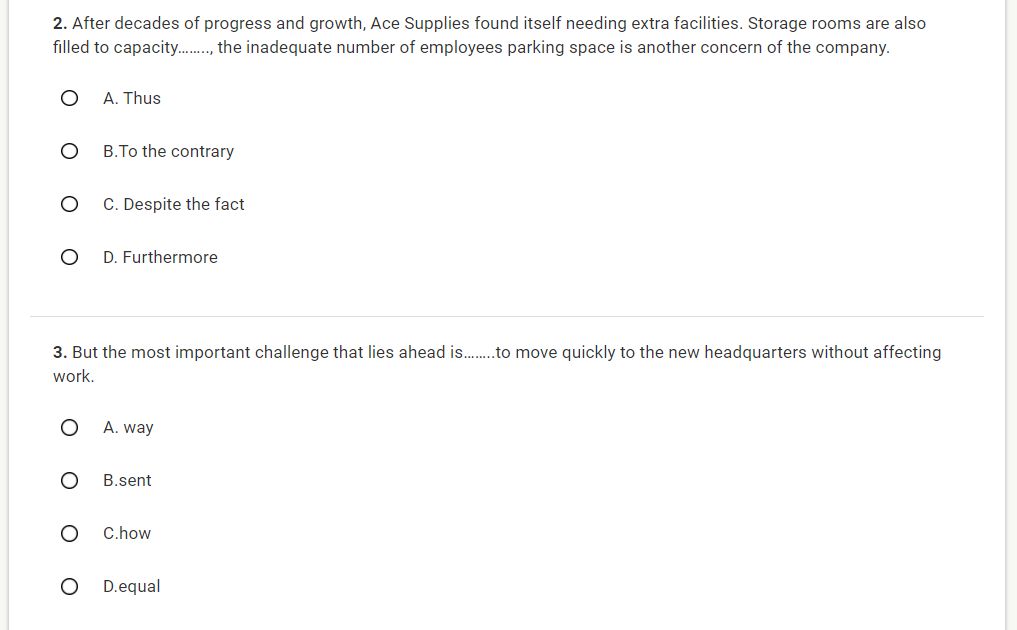 2. After decades of progress and growth, Ace Supplies found itself needing extra facilities. Storage rooms are also
filled to capacity........, the inadequate number of employees parking space is another concern of the company.
A. Thus
B.To the contrary
C. Despite the fact
D. Furthermore
3. But the most important challenge that lies ahead is........to move quickly to the new headquarters without affecting
work.
A. way
B.sent
C.how
D.equal